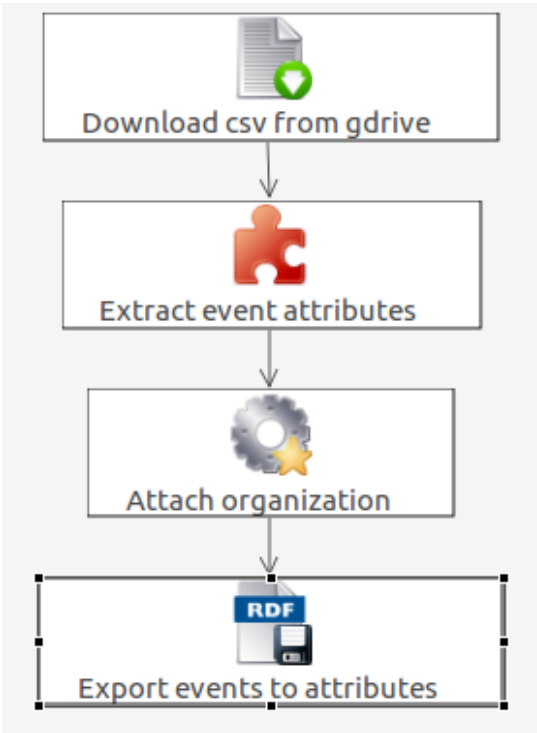 Download csv from gdrive
Extract event attributes
Attach organization
RDF
Export events to attributes